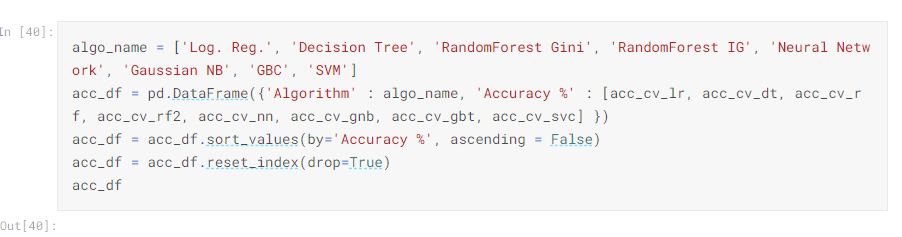 In [40]:
algo_name = ['Log. Reg.', 'Decision Tree', 'RandomForest Gini', 'RandomForest IG', 'Neural Netw
ork', 'Gaussian NB', 'GBC', 'SVM']
acc_df = pd.DataFrame({'Algorithm' : algo_name, 'Accuracy %' : [acc_cv_lr, acc_cv_dt, acc_cv_r
f, acc_cv_rf2, acc_cv_nn, acc_cv_gnb, acc_cv_gbt, acc_cv_svc] })
acc_df = acc_df.sort_values(by='Accuracy %', ascending = False)
acc_df = acc_df.reset_index(drop=True)
acc_df
Out[40]: